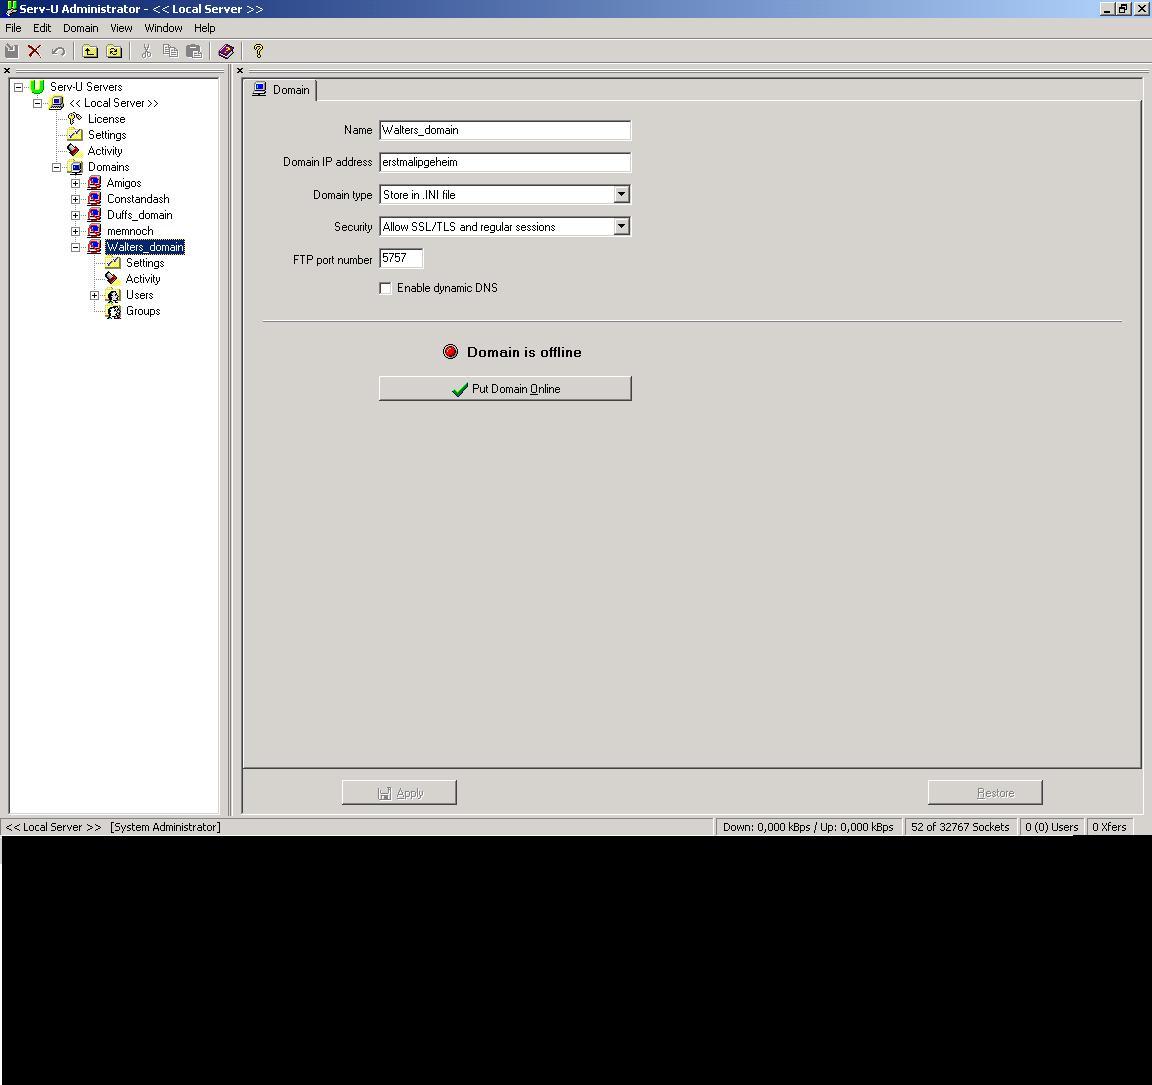 Serv-U Administrator - << Local Server >>
File Edit Domain View Window Help
Serv-U Servers
<< Local Server >>
License
Settings
Activity
Domains
Amigos
Constandash
Duffs_domain
memnoch
Walters_domain
Settings
Activity
Users
Groups
Domain
Name Walters_domain
Domain IP address erstmalipgeheim
Domain type Store in .INI file
Security Allow SSL/TLS and regular sessions
FTP port number 5757
Enable dynamic DNS
Domain is offline
Put Domain Online
Apply Restore
<< Local Server >> [System Administrator] Down: 0,000 kBps / Up: 0,000 kBps 52 of 32767 Sockets 0 (0) Users 0 Xfers